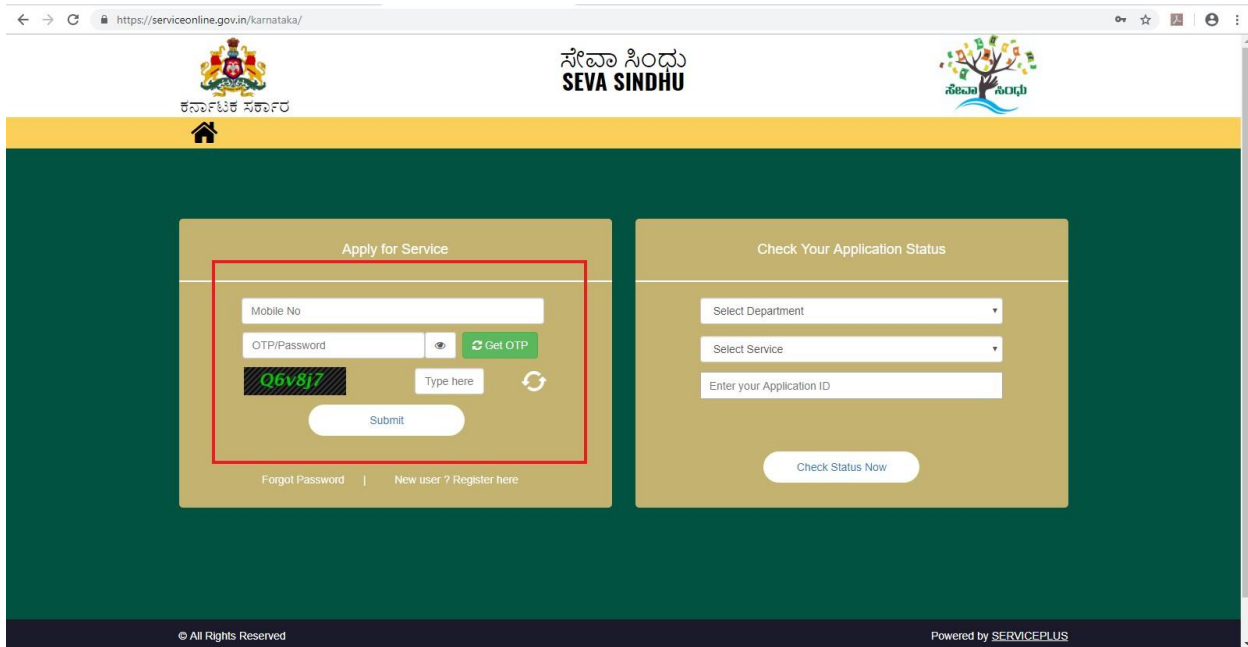 https://serviceonline.gov.in/karnataka/
ಕರ್ನಾಟಕ ಸರ್ಕಾರ
ಸೇವಾ ಸಿಂಧು
SEVA SINDHU
ಸೇವಾ ಸಿಂಧು
Apply for Service
Mobile No
OTP/Password
Get OTP
Q6v8j7
Type here
Submit
Forgot Password | New user ? Register here
Check Your Application Status
Select Department
Select Service
Enter your Application ID
Check Status Now
© All Rights Reserved
Powered by SERVICEPLUS